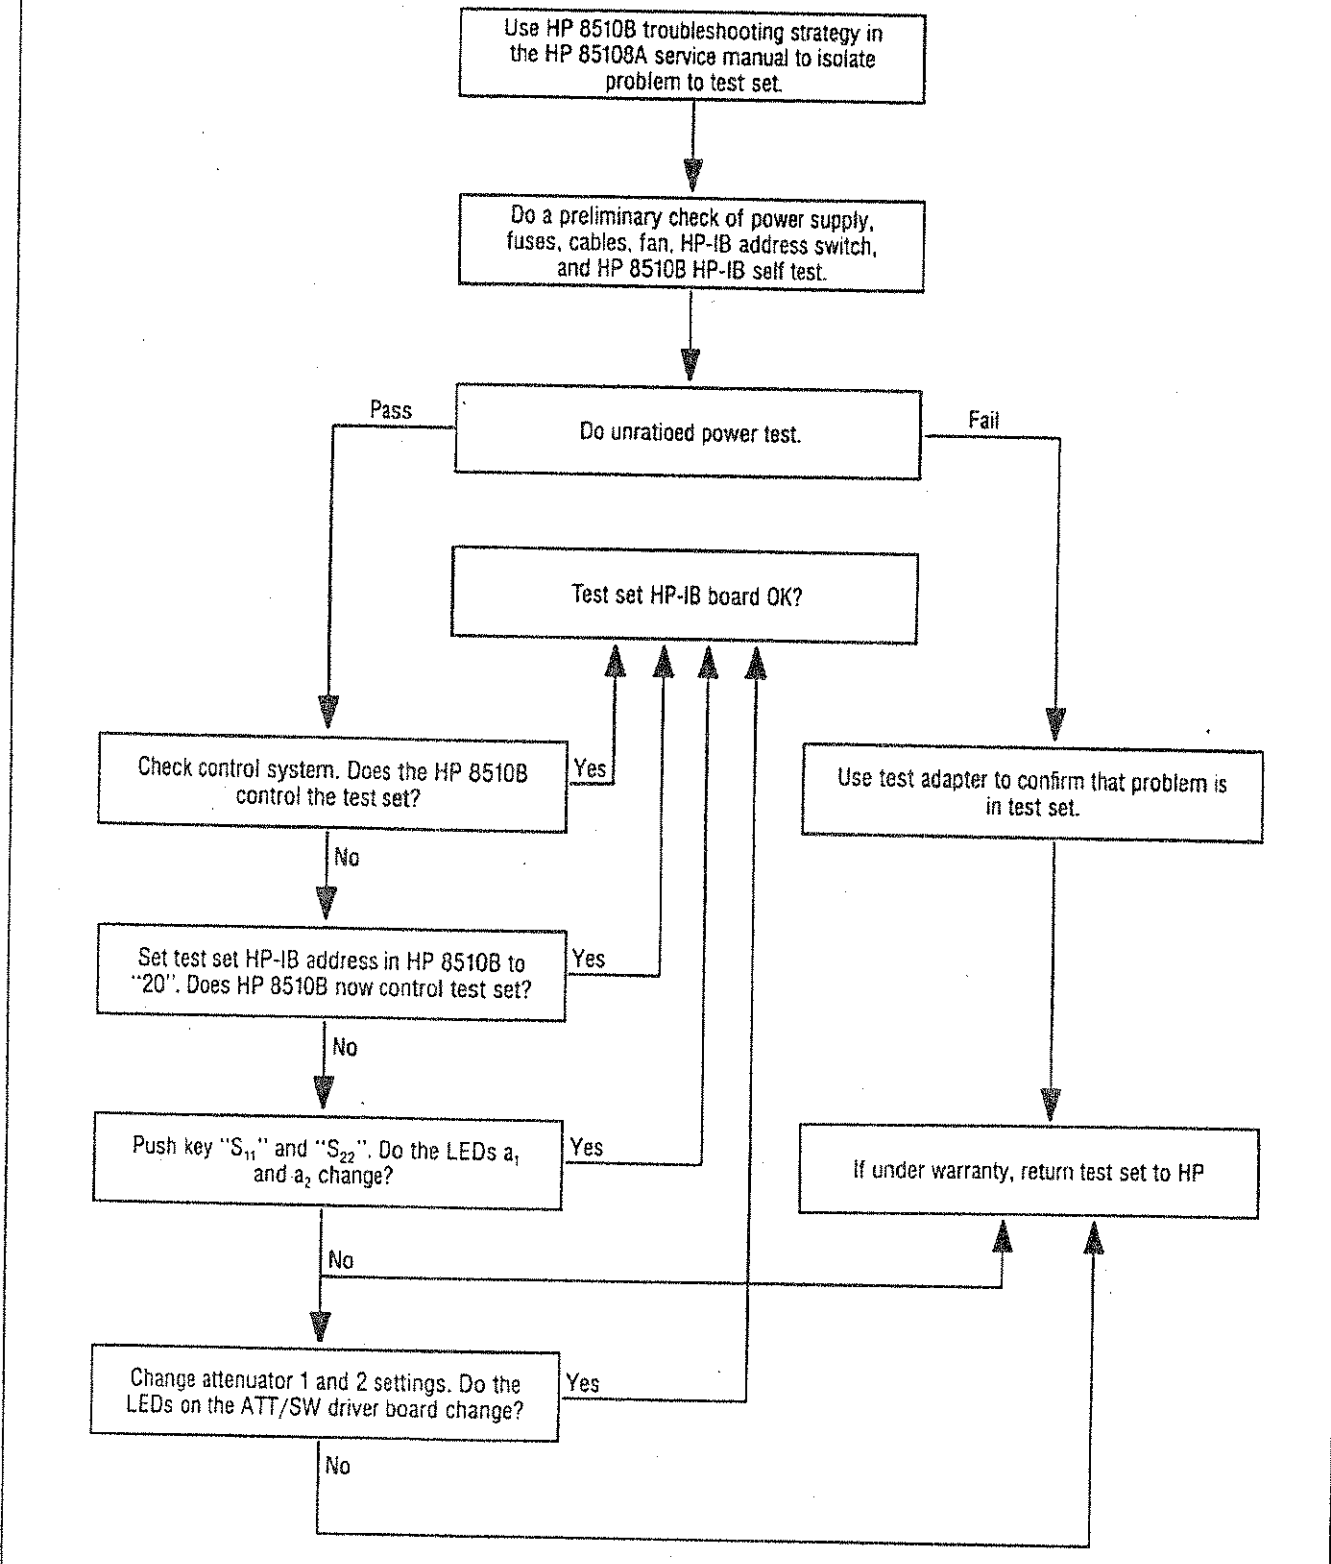 Use HP 8510B troubleshooting strategy in
the HP 85108A service manual to isolate
problem to test set.
Do a preliminary check of power supply,
fuses, cables, fan, HP-IB address switch,
and HP 8510B HP-IB self test.
Pass
Do unratioed power test.
Fail
Test set HP-IB board OK?
Check control system. Does the HP 8510B
control the test set?
Yes
Use test adapter to confirm that problem is
in test set.
No
Set test set HP-IB address in HP 8510B to
"20". Does HP 8510B now control test set?
Yes
No
Push key "S₁₁" and "S₂₂". Do the LEDs a₁
and a₂ change?
Yes
If under warranty, return test set to HP
No
Change attenuator 1 and 2 settings. Do the
LEDs on the ATT/SW driver board change?
Yes
No